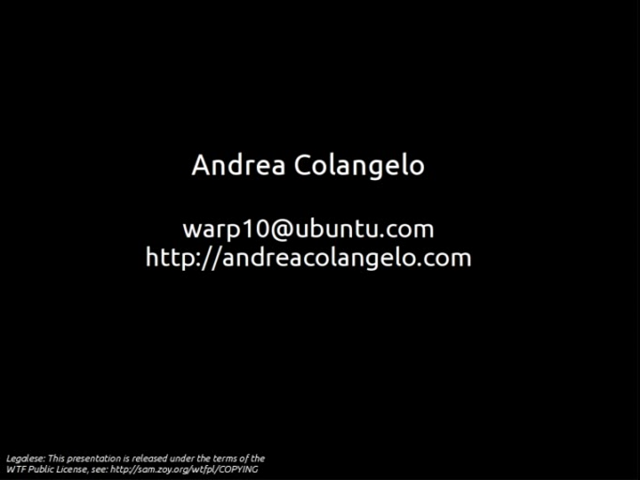 Andrea Colangelo
warp10@ubuntu.com
http://andreacolangelo.com
Legalese: This presentation is released under the terms of the
WTF Public License, see: http://sam.zoy.org/wtfpl/COPYING